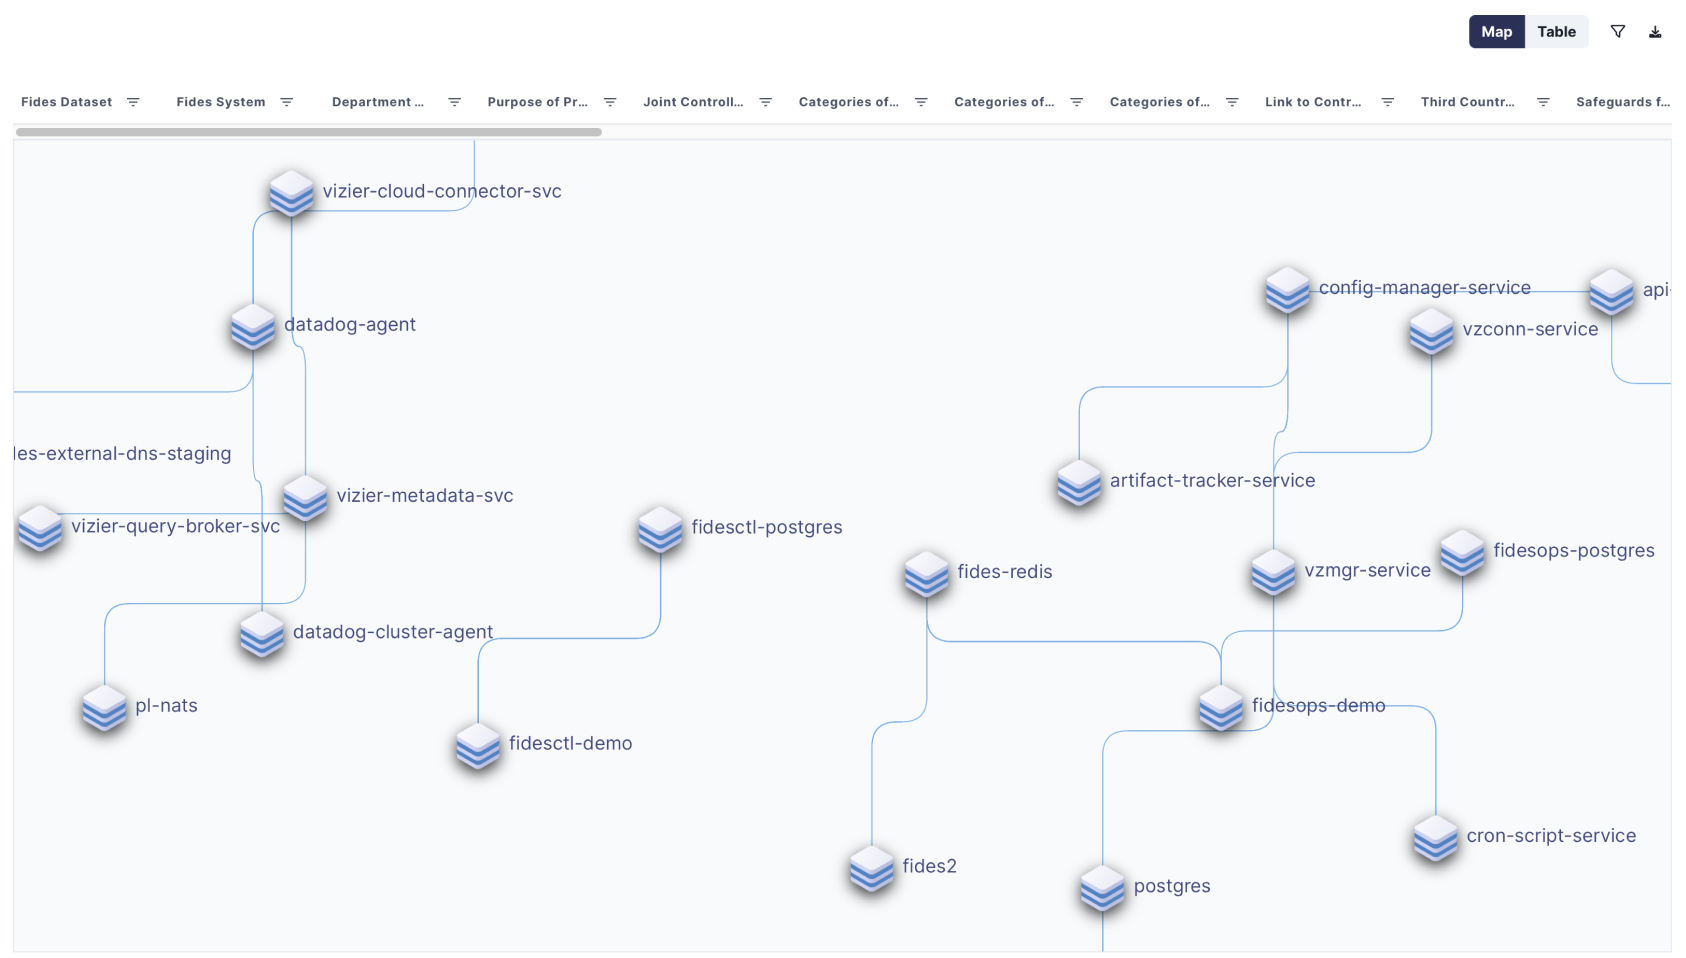 Map Table
Fides Dataset
Fides System
Department ...
Purpose of Pr...
Joint Controll...
Categories of...
Categories of...
Categories of...
Link to Contr...
Third Countr...
Safeguards f...
vizier-cloud-connector-svc
config-manager-service
api-
datadog-agent
vzconn-service
les-external-dns-staging
artifact-tracker-service
vizier-metadata-svc
vizier-query-broker-svc
fidesctl-postgres
fidesops-postgres
fides-redis
vzmgr-service
datadog-cluster-agent
pl-nats
fidesops-demo
fidesctl-demo
cron-script-service
fides2
postgres